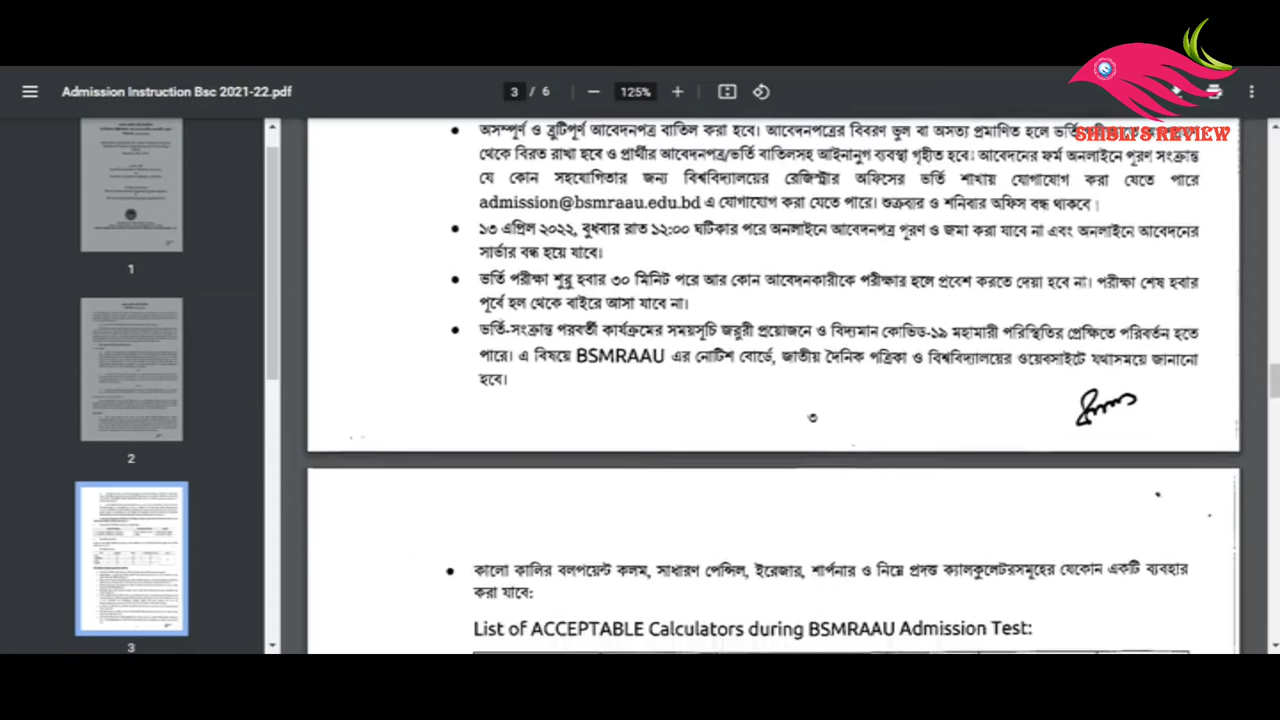 Admission Instruction Bsc 2021-22.pdf
3 / 6
125%
SHIBLI'S REVIEW
অসম্পূর্ণ ও ত্রুটিপূর্ণ আবেদনপত্র বাতিল করা হবে। আবেদনপত্রের বিবরণ ভুল বা অসত্য প্রমাণিত হলে ভর্তি
থেকে বিরত রাখা হবে ও প্রার্থীর আবেদনপত্র/ভর্তি বাতিলসহ আইনানুগ ব্যবস্থা গৃহীত হবে। আবেদনের ফর্ম অনলাইনে পূরণ সংক্রান্ত
যে কোন সহযোগিতার জন্য বিশ্ববিদ্যালয়ের রেজিস্ট্রার অফিসের ভর্তি শাখায় যোগাযোগ করা যেতে পারে
admission@bsmraau.edu.bd এ যোগাযোগ করা যেতে পারে। শুক্রবার ও শনিবার অফিস বন্ধ থাকবে।
১৩ এপ্রিল ২০২২, বুধবার রাত ১২:০০ ঘটিকার পরে অনলাইনে আবেদনপত্র পূরণ ও জমা করা যাবে না এবং অনলাইনে আবেদনের
সার্ভার বন্ধ হয়ে যাবে।
ভর্তি পরীক্ষা শুরু হবার ৩০ মিনিট পরে আর কোন আবেদনকারীকে পরীক্ষার হলে প্রবেশ করতে দেয়া হবে না। পরীক্ষা শেষ হবার
পূর্বে হল থেকে বাইরে আসা যাবে না।
ভর্তি-সংক্রান্ত পরবর্তী কার্যক্রমের সময়সূচি জরুরী প্রয়োজনে ও বিদ্যমান কোভিড-১৯ মহামারী পরিস্থিতির প্রেক্ষিতে পরিবর্তন হতে
পারে। এ বিষয়ে BSMRAAU এর নোটিশ বোর্ডে, জাতীয় দৈনিক পত্রিকা ও বিশ্ববিদ্যালয়ের ওয়েবসাইটে যথাসময়ে জানানো
হবে।
৩
কালো কালির বলপয়েন্ট কলম, সাধারণ পেন্সিল, ইরেজার, শার্পনার ও নিম্নে প্রদত্ত ক্যালকুলেটরসমূহের যেকোন একটি ব্যবহার
করা যাবে:
List of ACCEPTABLE Calculators during BSMRAAU Admission Test:
1
2
3